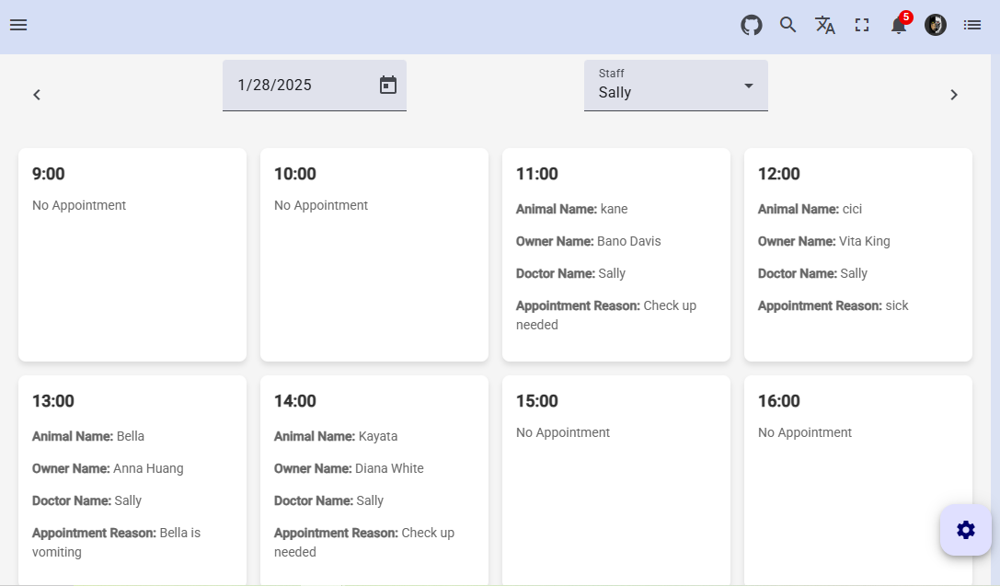 5
1/28/2025
Staff
Sally
9:00
No Appointment
10:00
No Appointment
11:00
Animal Name: kane
Owner Name: Bano Davis
Doctor Name: Sally
Appointment Reason: Check up
needed
12:00
Animal Name: cici
Owner Name: Vita King
Doctor Name: Sally
Appointment Reason: sick
13:00
Animal Name: Bella
Owner Name: Anna Huang
Doctor Name: Sally
Appointment Reason: Bella is
vomiting
14:00
Animal Name: Kayata
Owner Name: Diana White
Doctor Name: Sally
Appointment Reason: Check up
needed
15:00
No Appointment
16:00
No Appointment